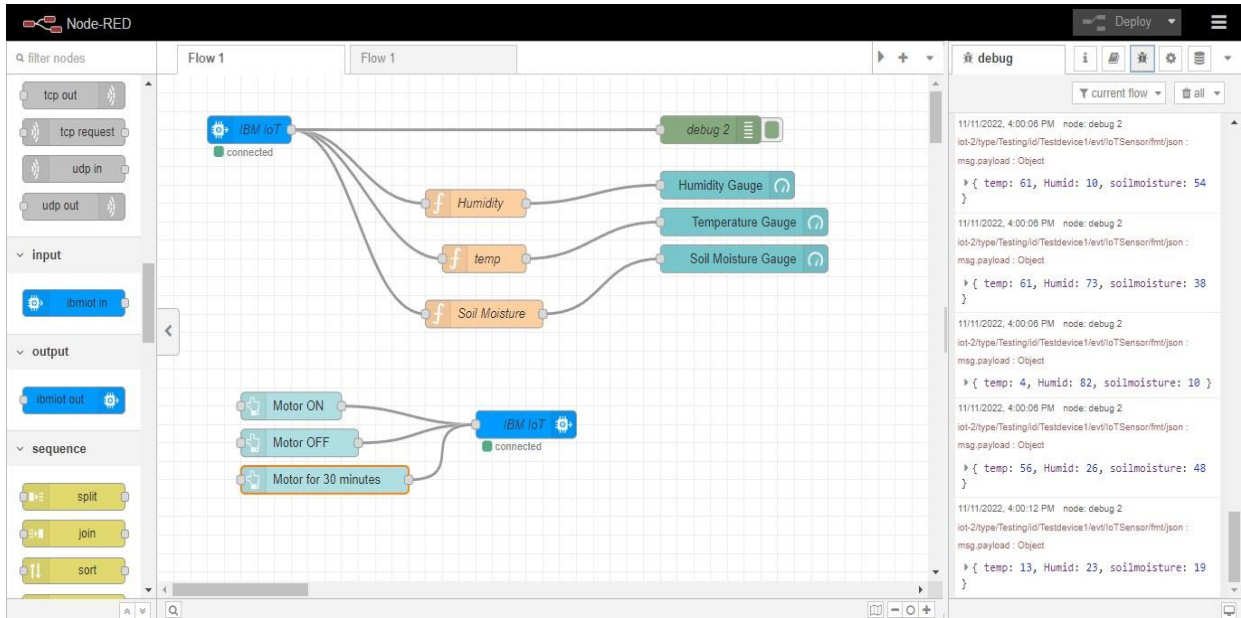 Node-RED
Deploy
filter nodes
tcp out
tcp request
udp in
udp out
input
ibmiot in
output
ibmiot out
sequence
split
join
sort
Flow 1
Flow 1
IBM IoT
connected
debug 2
Humidity
Humidity Gauge
Temperature Gauge
temp
Soil Moisture Gauge
Soil Moisture
Motor ON
Motor OFF
IBM IoT
connected
Motor for 30 minutes
debug
i
current flow
all
11/11/2022, 4:00:06 PM node: debug 2
iot-2/type/Testing/id/Testdevice1/evt/IoTSensor/fmt/json :
msg.payload : Object
{ temp: 61, Humid: 10, soilmoisture: 54
}
11/11/2022, 4:00:06 PM node: debug 2
iot-2/type/Testing/id/Testdevice1/evt/IoTSensor/fmt/json :
msg.payload : Object
{ temp: 61, Humid: 73, soilmoisture: 38
}
11/11/2022, 4:00:06 PM node: debug 2
iot-2/type/Testing/id/Testdevice1/evt/IoTSensor/fmt/json :
msg.payload : Object
{ temp: 4, Humid: 82, soilmoisture: 10 }
11/11/2022, 4:00:06 PM node: debug 2
iot-2/type/Testing/id/Testdevice1/evt/IoTSensor/fmt/json :
msg.payload : Object
{ temp: 56, Humid: 26, soilmoisture: 48
}
11/11/2022, 4:00:12 PM node: debug 2
iot-2/type/Testing/id/Testdevice1/evt/IoTSensor/fmt/json :
msg.payload : Object
{ temp: 13, Humid: 23, soilmoisture: 19
}